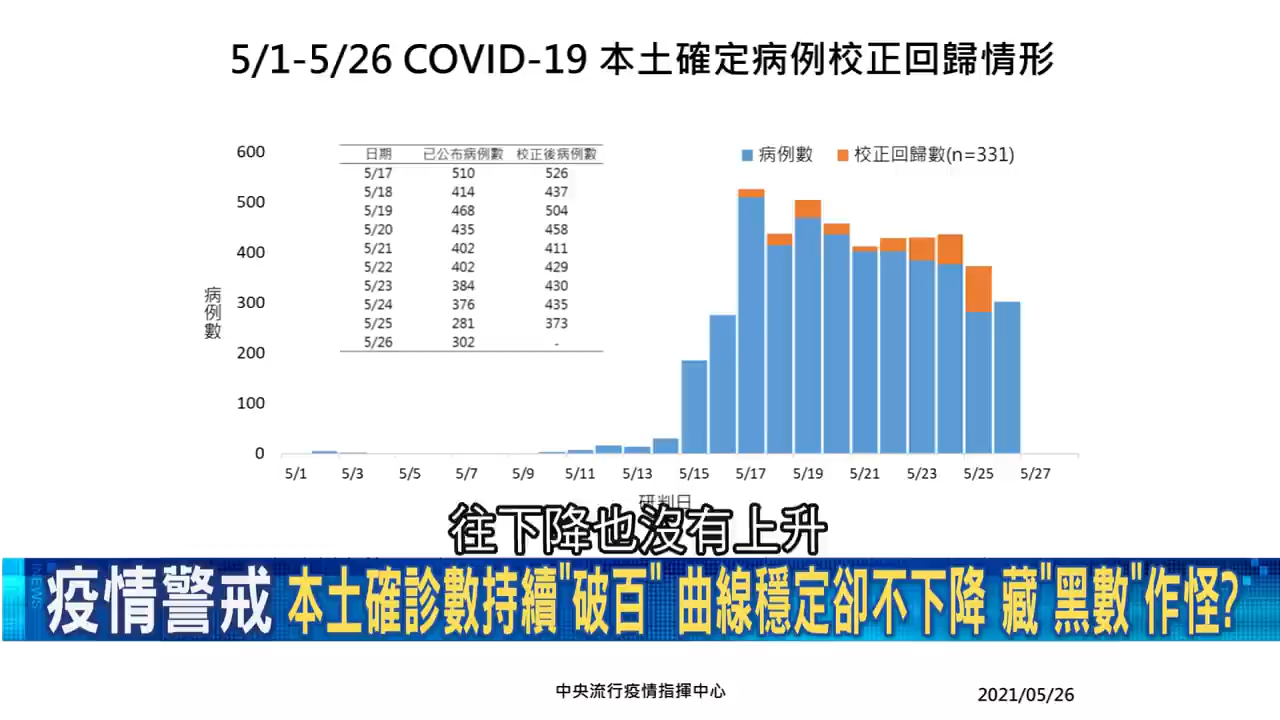 5/1-5/26 COVID-19 本土確定病例校正回歸情形
600
500
400
300
200
100
0
病例數
日期 已公布病例數 校正後病例數
5/17 510 526
5/18 414 437
5/19 468 504
5/20 435 458
5/21 402 411
5/22 402 429
5/23 384 430
5/24 376 435
5/25 281 373
5/26 302 -
病例數 校正回歸數(n=331)
5/1 5/3 5/5 5/7 5/9 5/11 5/13 5/15 5/17 5/19 5/21 5/23 5/25 5/27
研判日
往下降也沒有上升
NEWS
疫情警戒 本土確診數持續"破百" 曲線穩定卻不下降 藏"黑數"作怪?
中央流行疫情指揮中心
2021/05/26